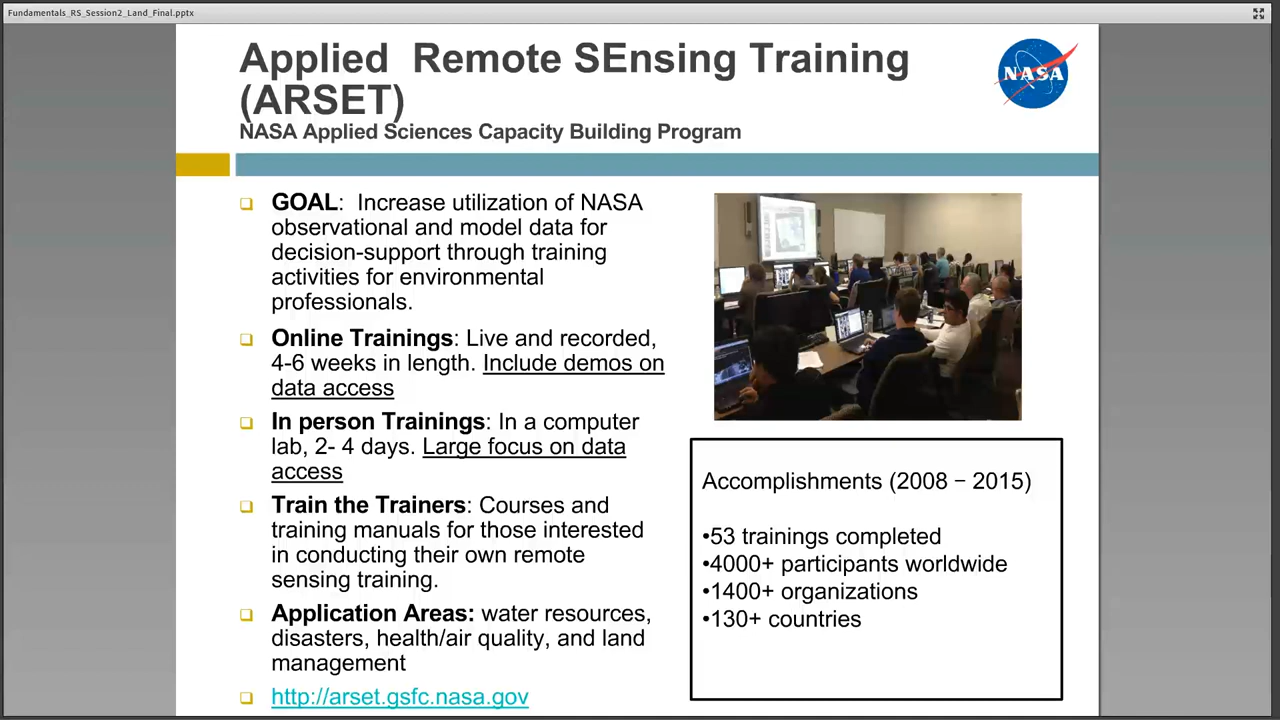 Fundamentals_RS_Session2_Land_Final.pptx
Applied Remote SEnsing Training
(ARSET)
NASA Applied Sciences Capacity Building Program
NASA
GOAL: Increase utilization of NASA
observational and model data for
decision-support through training
activities for environmental
professionals.
Online Trainings: Live and recorded,
4-6 weeks in length. Include demos on
data access
In person Trainings: In a computer
lab, 2- 4 days. Large focus on data
access
Train the Trainers: Courses and
training manuals for those interested
in conducting their own remote
sensing training.
Application Areas: water resources,
disasters, health/air quality, and land
management
http://arset.gsfc.nasa.gov
Accomplishments (2008 – 2015)
•53 trainings completed
•4000+ participants worldwide
•1400+ organizations
•130+ countries